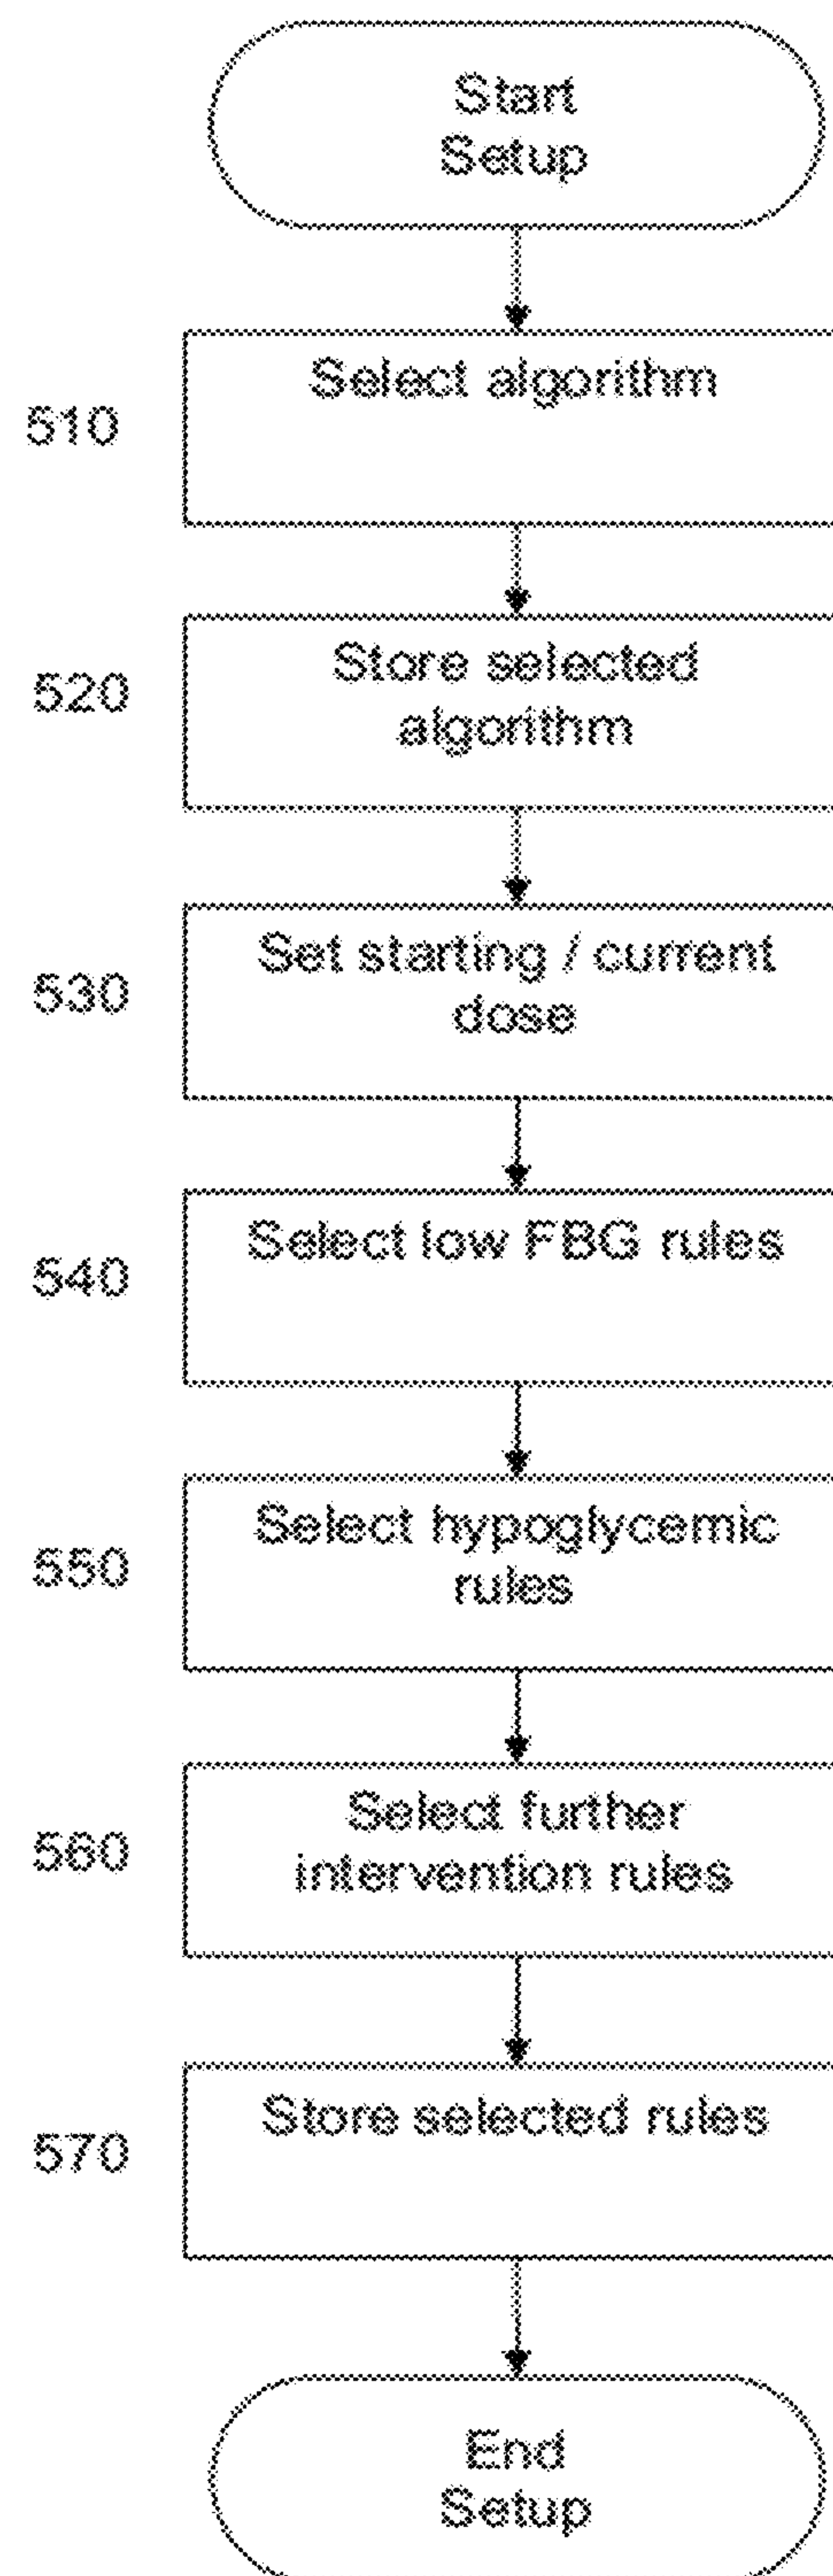 Start
Setup
Select algorithm
510
Store selected
520
algorithm
Set starting / current
530
dose
Select low FBG rules
540
Select hypoglycemic
550
rules
Select further
560
intervention rules
Store selected rules
570
End
Setup